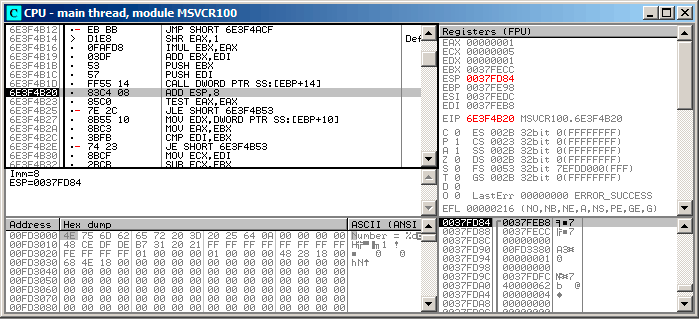 CPU - main thread, module MSVCR100
6E3F4B12 EB BB JMP SHORT 6E3F4ACF
6E3F4B14 > D1E8 SHR EAX,1 Def
6E3F4B16 0FAFD8 IMUL EBX,EAX
6E3F4B19 03DF ADD EBX,EDI
6E3F4B1B 53 PUSH EBX
6E3F4B1C 57 PUSH EDI
6E3F4B1D FF55 14 CALL DWORD PTR SS:[EBP+14]
6E3F4B20 83C4 08 ADD ESP,8
6E3F4B23 85C0 TEST EAX,EAX
6E3F4B25 7E 2C JLE SHORT 6E3F4B53
6E3F4B27 8B55 10 MOV EDX,DWORD PTR SS:[EBP+10]
6E3F4B2A 8BC3 MOV EAX,EBX
6E3F4B2C 3BFB CMP EDI,EBX
6E3F4B2E 74 23 JE SHORT 6E3F4B53
6E3F4B30 8BCF MOV ECX,EDI
6E3F4B32 2BCB SUB ECX,EBX
Imm=8
ESP=0037FD84
Registers (FPU)
EAX 00000001
ECX 00000005
EDX 00000001
EBX 0037FECC
ESP 0037FD84
EBP 0037FE98
ESI 0037FEDC
EDI 0037FEB8
EIP 6E3F4B20 MSVCR100.6E3F4B20
C 0 ES 002B 32bit 0(FFFFFFFF)
P 1 CS 0023 32bit 0(FFFFFFFF)
A 1 SS 002B 32bit 0(FFFFFFFF)
Z 0 DS 002B 32bit 0(FFFFFFFF)
S 0 FS 0053 32bit 7EFDD000(FFF)
T 0 GS 002B 32bit 0(FFFFFFFF)
D 0
O 0 LastErr 00000000 ERROR_SUCCESS
EFL 00000216 (NO,NB,NE,A,NS,PE,GE,G)
Address Hex dump ASCII (ANSI
00FD3000 4E 75 6D 62 65 72 20 3D 20 25 64 0A 00 00 00 00 Number = %d
00FD3010 48 CE DF DE B7 31 20 21 FF FF FF FF FF FF FF FF
00FD3020 FE FF FF FF 01 00 00 00 01 00 00 00 48 28 18 00
00FD3030 68 4E 18 00 00 00 00 00 00 00 00 00 00 00 00 00
00FD3040 00 00 00 00 00 00 00 00 00 00 00 00 00 00 00 00
00FD3050 00 00 00 00 00 00 00 00 00 00 00 00 00 00 00 00
00FD3060 00 00 00 00 00 00 00 00 00 00 00 00 00 00 00 00
00FD3070 00 00 00 00 00 00 00 00 00 00 00 00 00 00 00 00
00FD3080 00 00 00 00 00 00 00 00 00 00 00 00 00 00 00 00
0037FD84 0037FEB8
0037FD88 0037FECC
0037FD8C 00000000
0037FD90 00FD3380
0037FD94 00000001
0037FD98 00000000
0037FD9C 0037FDFC
0037FDA0 40000062 b @
0037FDA4 00000004
0037FDA8 00000000